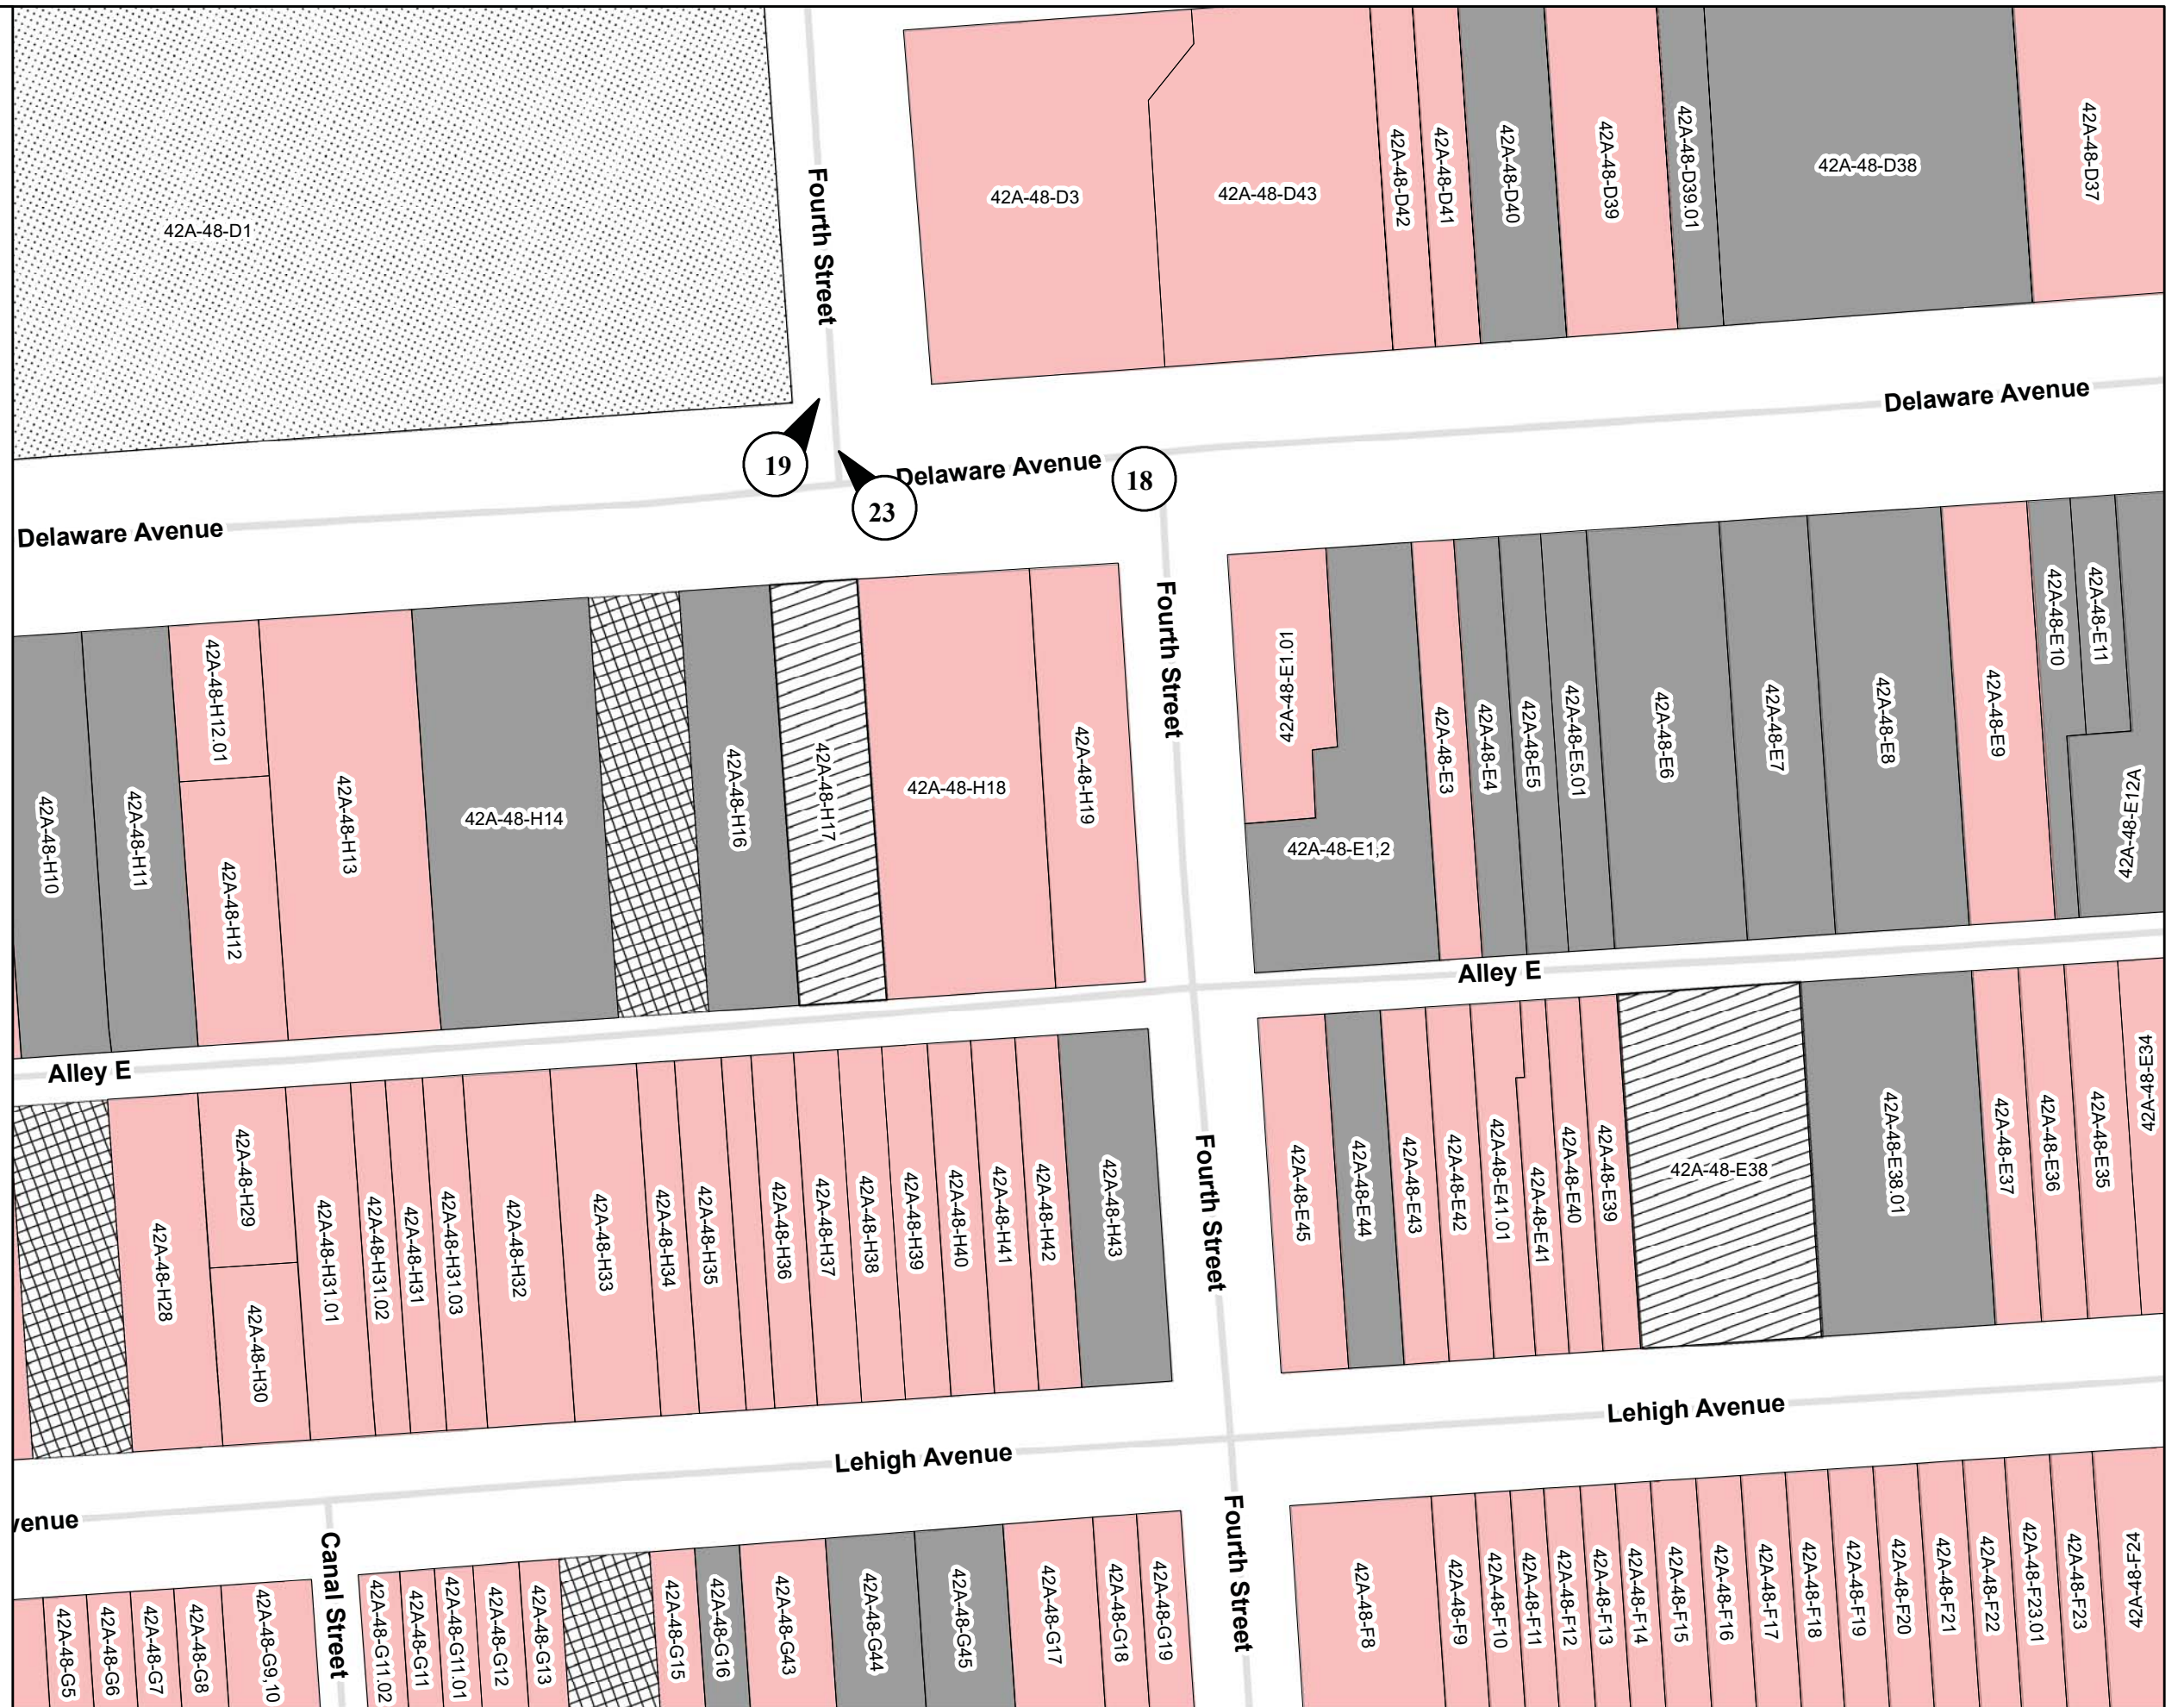 42A-48-D1
Fourth Street
42A-48-D3
42A-48-D43
42A-48-D42
42A-48-D41
42A-48-D40
42A-48-D39
42A-48-D39.01
42A-48-D38
42A-48-D37
19
23
18
Delaware Avenue
Delaware Avenue
Delaware Avenue
42A-48-H10
42A-48-H11
42A-48-H12.01
42A-48-H12
42A-48-H13
42A-48-H14
42A-48-H16
42A-48-H17
42A-48-H18
42A-48-H19
Fourth Street
42A-48-E1.01
42A-48-E1,2
42A-48-E3
42A-48-E4
42A-48-E5
42A-48-E5.01
42A-48-E6
42A-48-E7
42A-48-E8
42A-48-E9
42A-48-E10
42A-48-E11
42A-48-E12A
Alley E
Alley E
42A-48-H28
42A-48-H29
42A-48-H30
42A-48-H31.01
42A-48-H31.02
42A-48-H31
42A-48-H31.03
42A-48-H32
42A-48-H33
42A-48-H34
42A-48-H35
42A-48-H36
42A-48-H37
42A-48-H38
42A-48-H39
42A-48-H40
42A-48-H41
42A-48-H42
42A-48-H43
Fourth Street
42A-48-E45
42A-48-E44
42A-48-E43
42A-48-E42
42A-48-E41.01
42A-48-E41
42A-48-E40
42A-48-E39
42A-48-E38
42A-48-E38.01
42A-48-E37
42A-48-E36
42A-48-E35
42A-48-E34
Lehigh Avenue
Lehigh Avenue
venue
Canal Street
Fourth Street
42A-48-G5
42A-48-G6
42A-48-G7
42A-48-G8
42A-48-G9,10
42A-48-G11.02
42A-48-G11
42A-48-G11.01
42A-48-G12
42A-48-G13
42A-48-G15
42A-48-G16
42A-48-G43
42A-48-G44
42A-48-G45
42A-48-G17
42A-48-G18
42A-48-G19
42A-48-F8
42A-48-F9
42A-48-F10
42A-48-F11
42A-48-F12
42A-48-F13
42A-48-F14
42A-48-F15
42A-48-F16
42A-48-F17
42A-48-F18
42A-48-F19
42A-48-F20
42A-48-F21
42A-48-F22
42A-48-F23.01
42A-48-F23
42A-48-F24